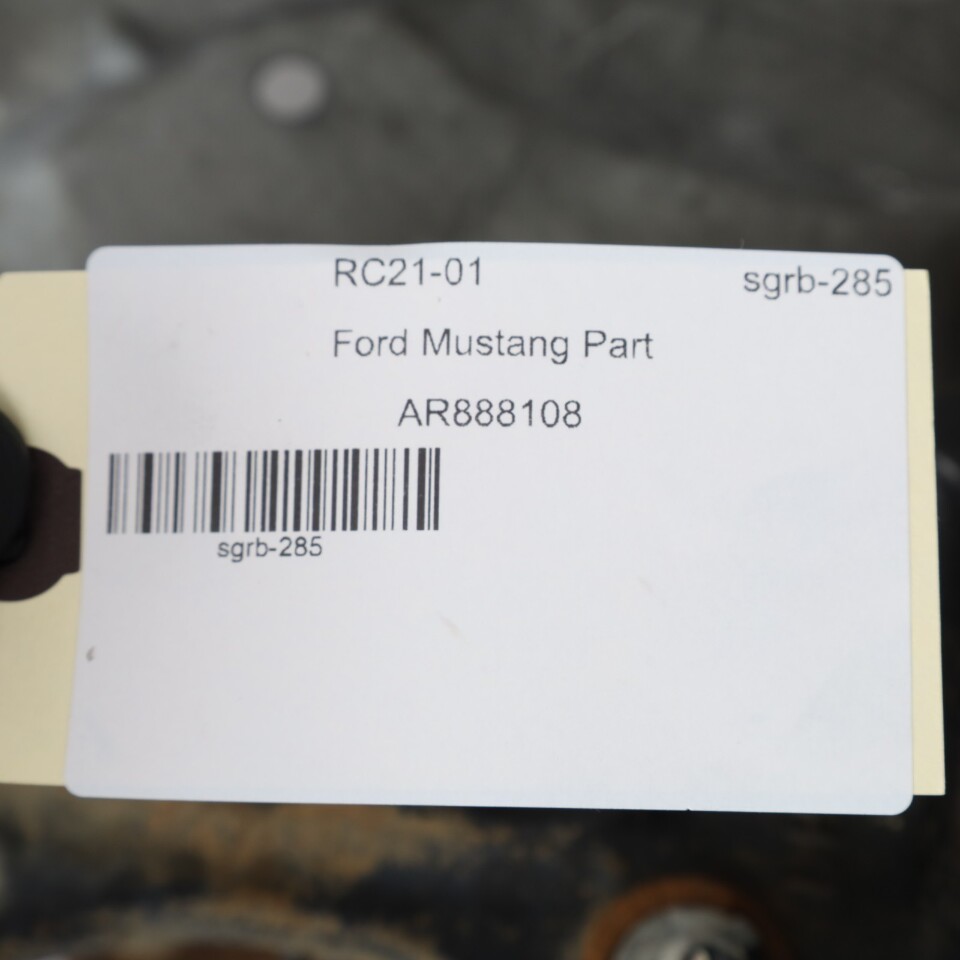 RC21-01 sgrb-285
Ford Mustang Part
AR888108
sgrb-285